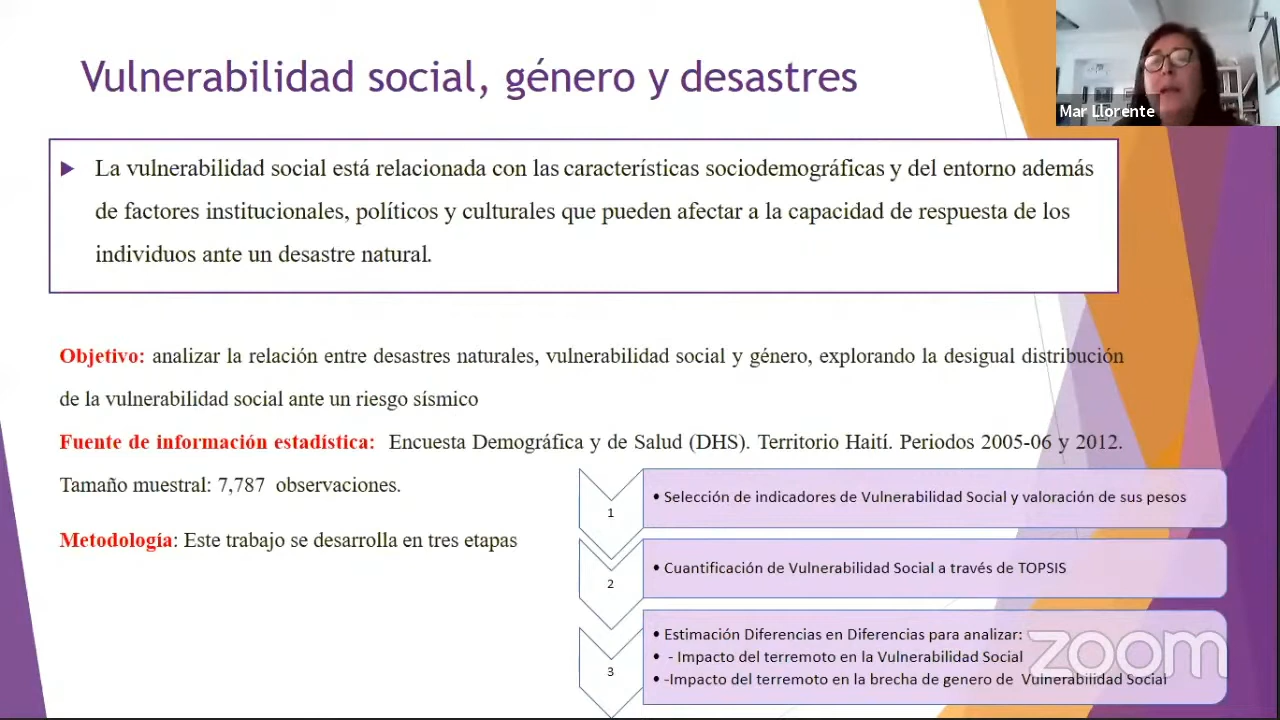 Vulnerabilidad social, género y desastres
Mar Llorente
La vulnerabilidad social está relacionada con las características sociodemográficas y del entorno además
de factores institucionales, políticos y culturales que pueden afectar a la capacidad de respuesta de los
individuos ante un desastre natural.
Objetivo: analizar la relación entre desastres naturales, vulnerabilidad social y género, explorando la desigual distribución
de la vulnerabilidad social ante un riesgo sísmico
Fuente de información estadística: Encuesta Demográfica y de Salud (DHS). Territorio Haití. Periodos 2005-06 y 2012.
Tamaño muestral: 7,787 observaciones.
Metodología: Este trabajo se desarrolla en tres etapas
1
• Selección de indicadores de Vulnerabilidad Social y valoración de sus pesos
2
• Cuantificación de Vulnerabilidad Social a través de TOPSIS
3
• Estimación Diferencias en Diferencias para analizar:
• - Impacto del terremoto en la Vulnerabilidad Social
• -Impacto del terremoto en la brecha de genero de Vulnerabilidad Social
zoom